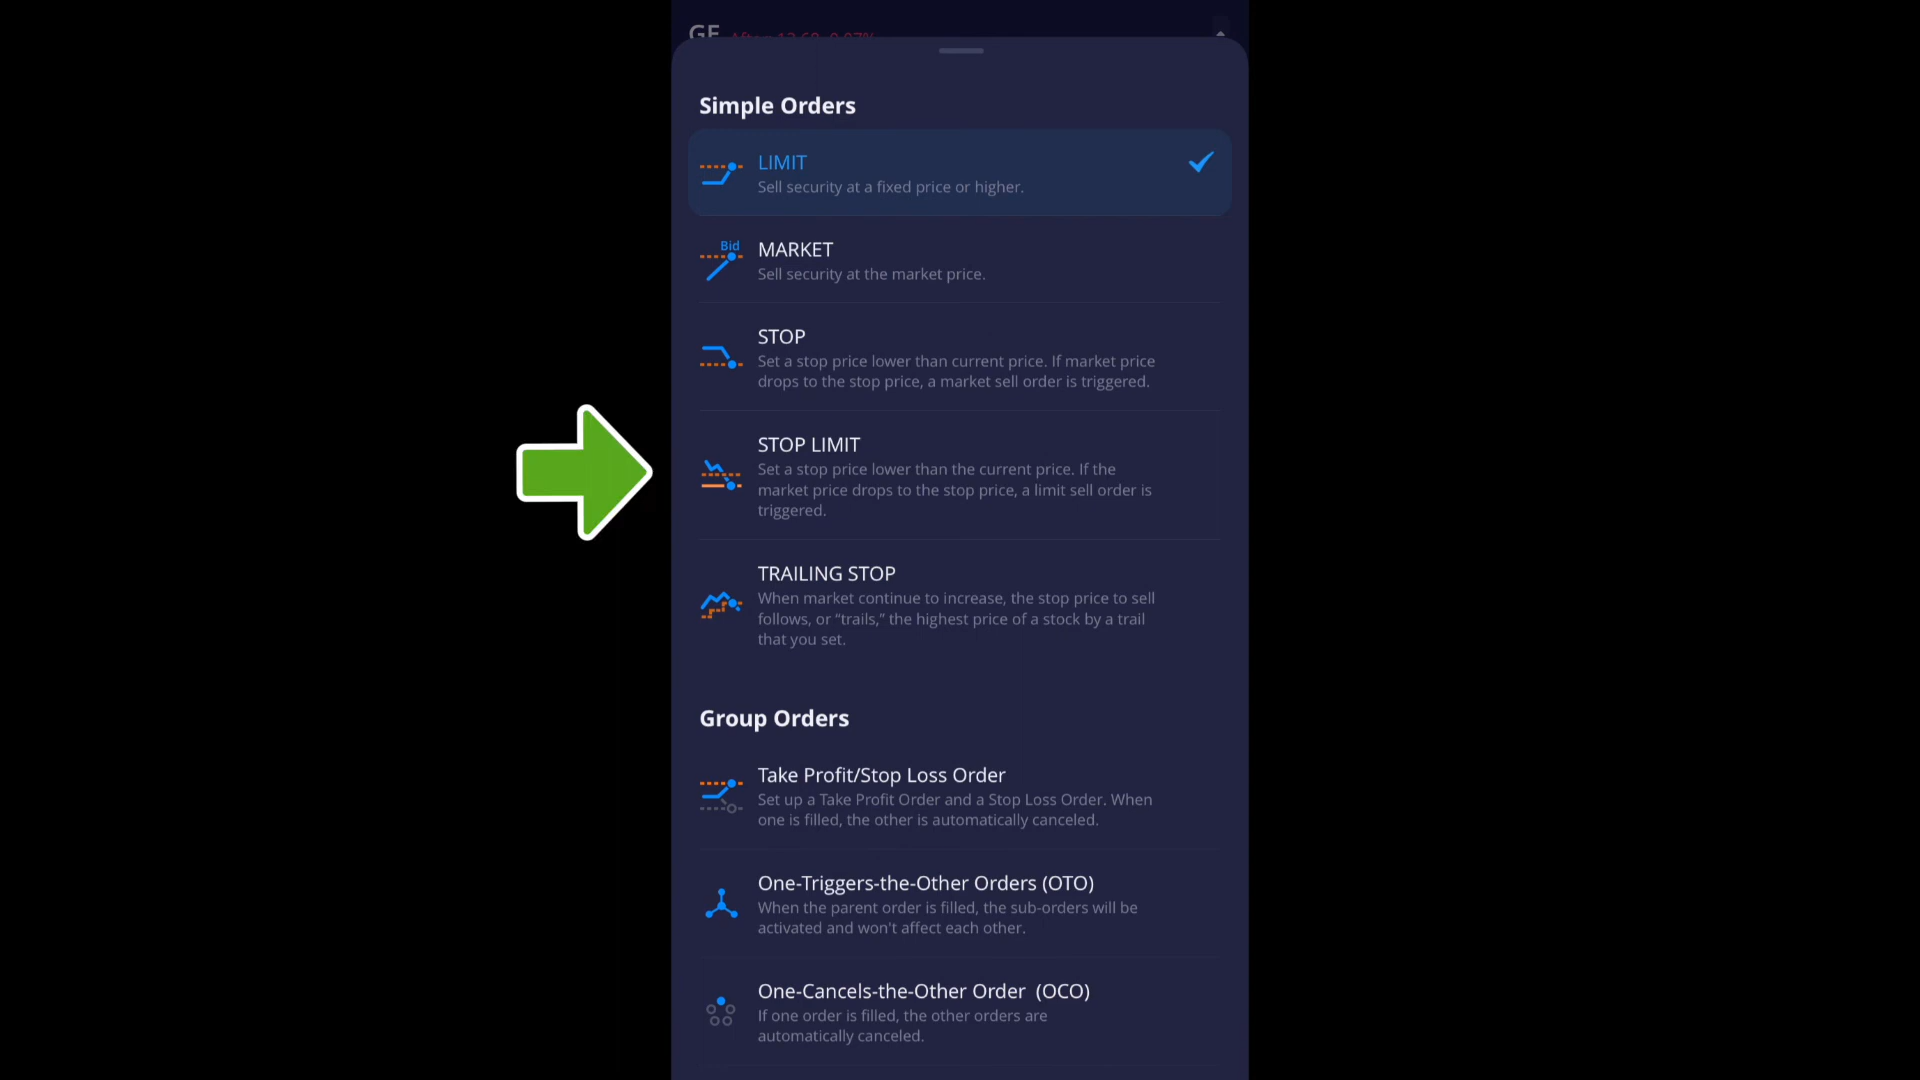 GE
Simple Orders
LIMIT
Sell security at a fixed price or higher.
Bid
MARKET
Sell security at the market price.
STOP
Set a stop price lower than current price. If market price
drops to the stop price, a market sell order is triggered.
STOP LIMIT
Set a stop price lower than the current price. If the
market price drops to the stop price, a limit sell order is
triggered.
TRAILING STOP
When market continue to increase, the stop price to sell
follows, or “trails,” the highest price of a stock by a trail
that you set.
Group Orders
Take Profit/Stop Loss Order
Set up a Take Profit Order and a Stop Loss Order. When
one is filled, the other is automatically canceled.
One-Triggers-the-Other Orders (OTO)
When the parent order is filled, the sub-orders will be
activated and won't affect each other.
One-Cancels-the-Other Order (OCO)
If one order is filled, the other orders are
automatically canceled.